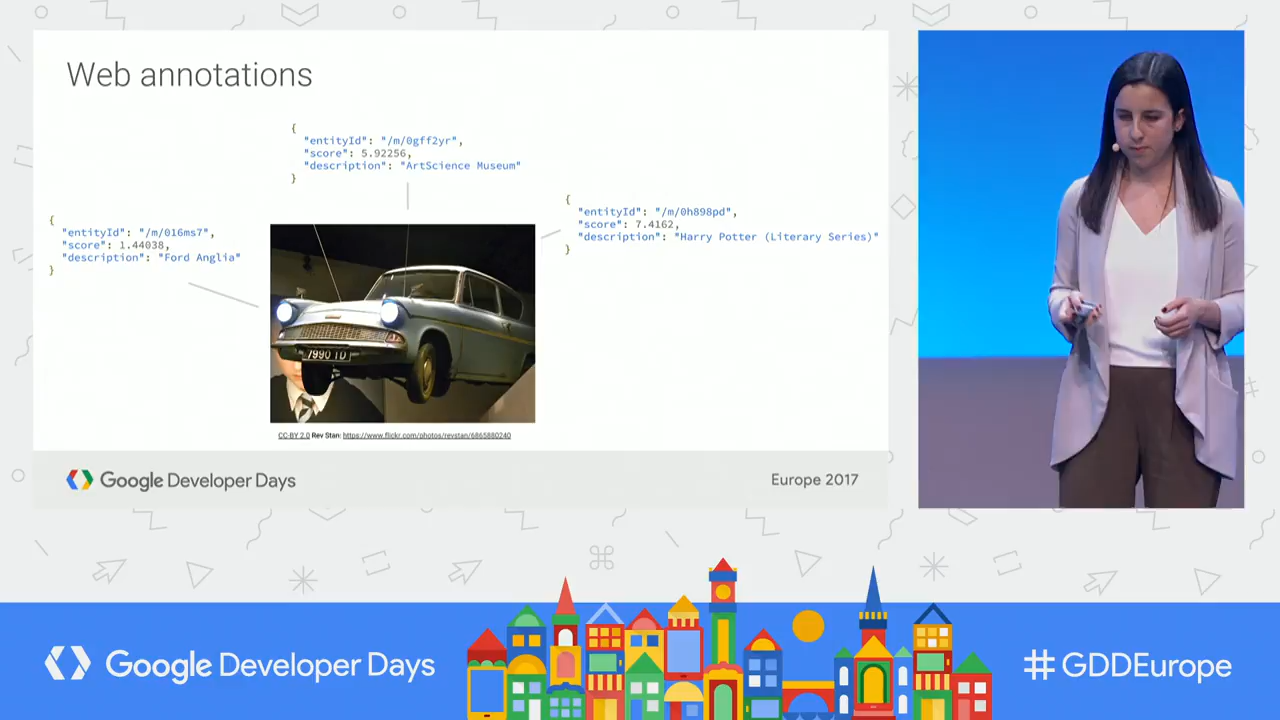 Web annotations
{
"entityId": "/m/0gff2yr",
"score": 5.92256,
"description": "ArtScience Museum"
}
{
"entityId": "/m/0h898pd",
"score": 7.4162,
"description": "Harry Potter (Literary Series)"
}
{
"entityId": "/m/016ms7",
"score": 1.44038,
"description": "Ford Anglia"
}
7990 TD
CC-BY 2.0 Rev Stan: https://www.flickr.com/photos/revstan/6865880240
Google Developer Days
Europe 2017
Google Developer Days
#GDDEurope